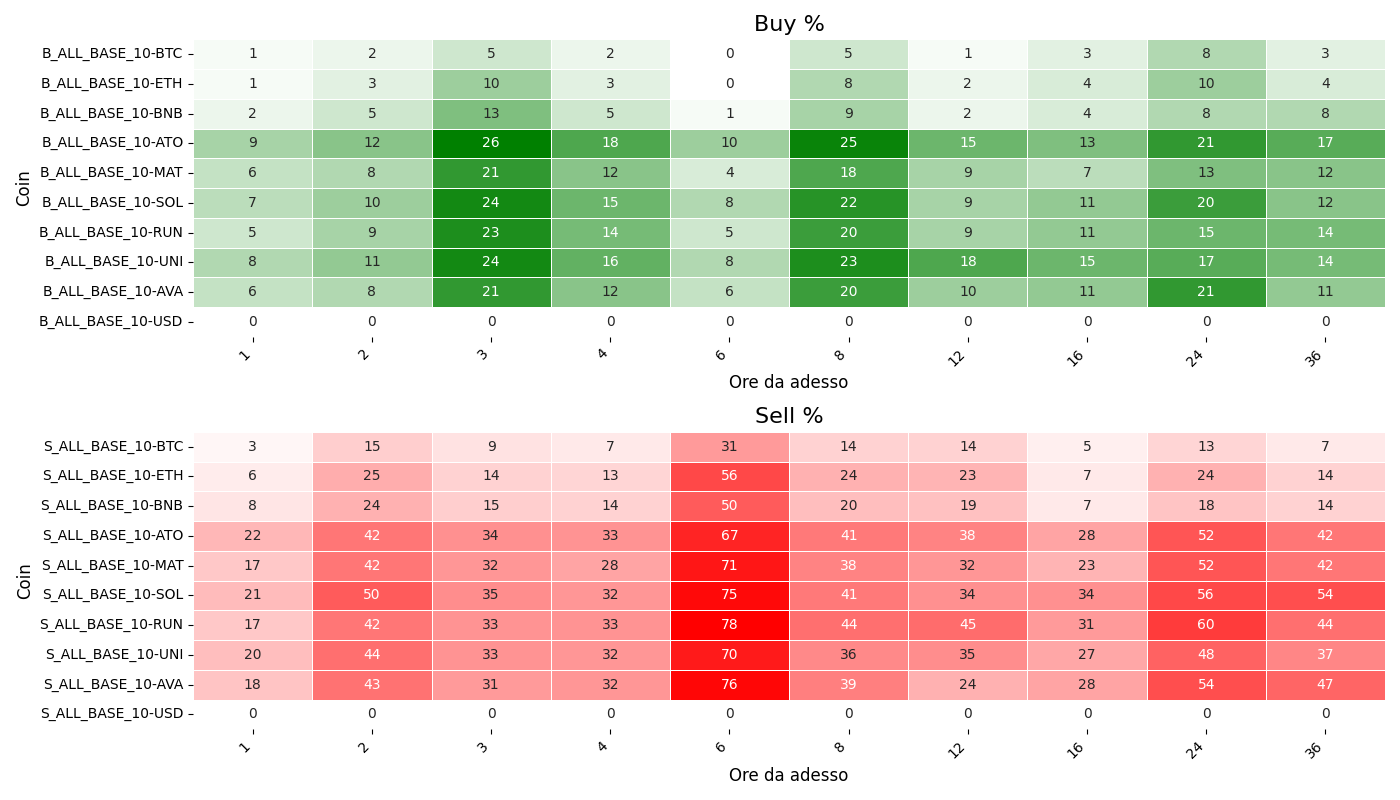 Buy %
Coin
B_ALL_BASE_10-BTC 1 2 5 2 0 5 1 3 8 3
B_ALL_BASE_10-ETH 1 3 10 3 0 8 2 4 10 4
B_ALL_BASE_10-BNB 2 5 13 5 1 9 2 4 8 8
B_ALL_BASE_10-ATO 9 12 26 18 10 25 15 13 21 17
B_ALL_BASE_10-MAT 6 8 21 12 4 18 9 7 13 12
B_ALL_BASE_10-SOL 7 10 24 15 8 22 9 11 20 12
B_ALL_BASE_10-RUN 5 9 23 14 5 20 9 11 15 14
B_ALL_BASE_10-UNI 8 11 24 16 8 23 18 15 17 14
B_ALL_BASE_10-AVA 6 8 21 12 6 20 10 11 21 11
B_ALL_BASE_10-USD 0 0 0 0 0 0 0 0 0 0
1 2 3 4 6 8 12 16 24 36
Ore da adesso
Sell %
Coin
S_ALL_BASE_10-BTC 3 15 9 7 31 14 14 5 13 7
S_ALL_BASE_10-ETH 6 25 14 13 56 24 23 7 24 14
S_ALL_BASE_10-BNB 8 24 15 14 50 20 19 7 18 14
S_ALL_BASE_10-ATO 22 42 34 33 67 41 38 28 52 42
S_ALL_BASE_10-MAT 17 42 32 28 71 38 32 23 52 42
S_ALL_BASE_10-SOL 21 50 35 32 75 41 34 34 56 54
S_ALL_BASE_10-RUN 17 42 33 33 78 44 45 31 60 44
S_ALL_BASE_10-UNI 20 44 33 32 70 36 35 27 48 37
S_ALL_BASE_10-AVA 18 43 31 32 76 39 24 28 54 47
S_ALL_BASE_10-USD 0 0 0 0 0 0 0 0 0 0
1 2 3 4 6 8 12 16 24 36
Ore da adesso